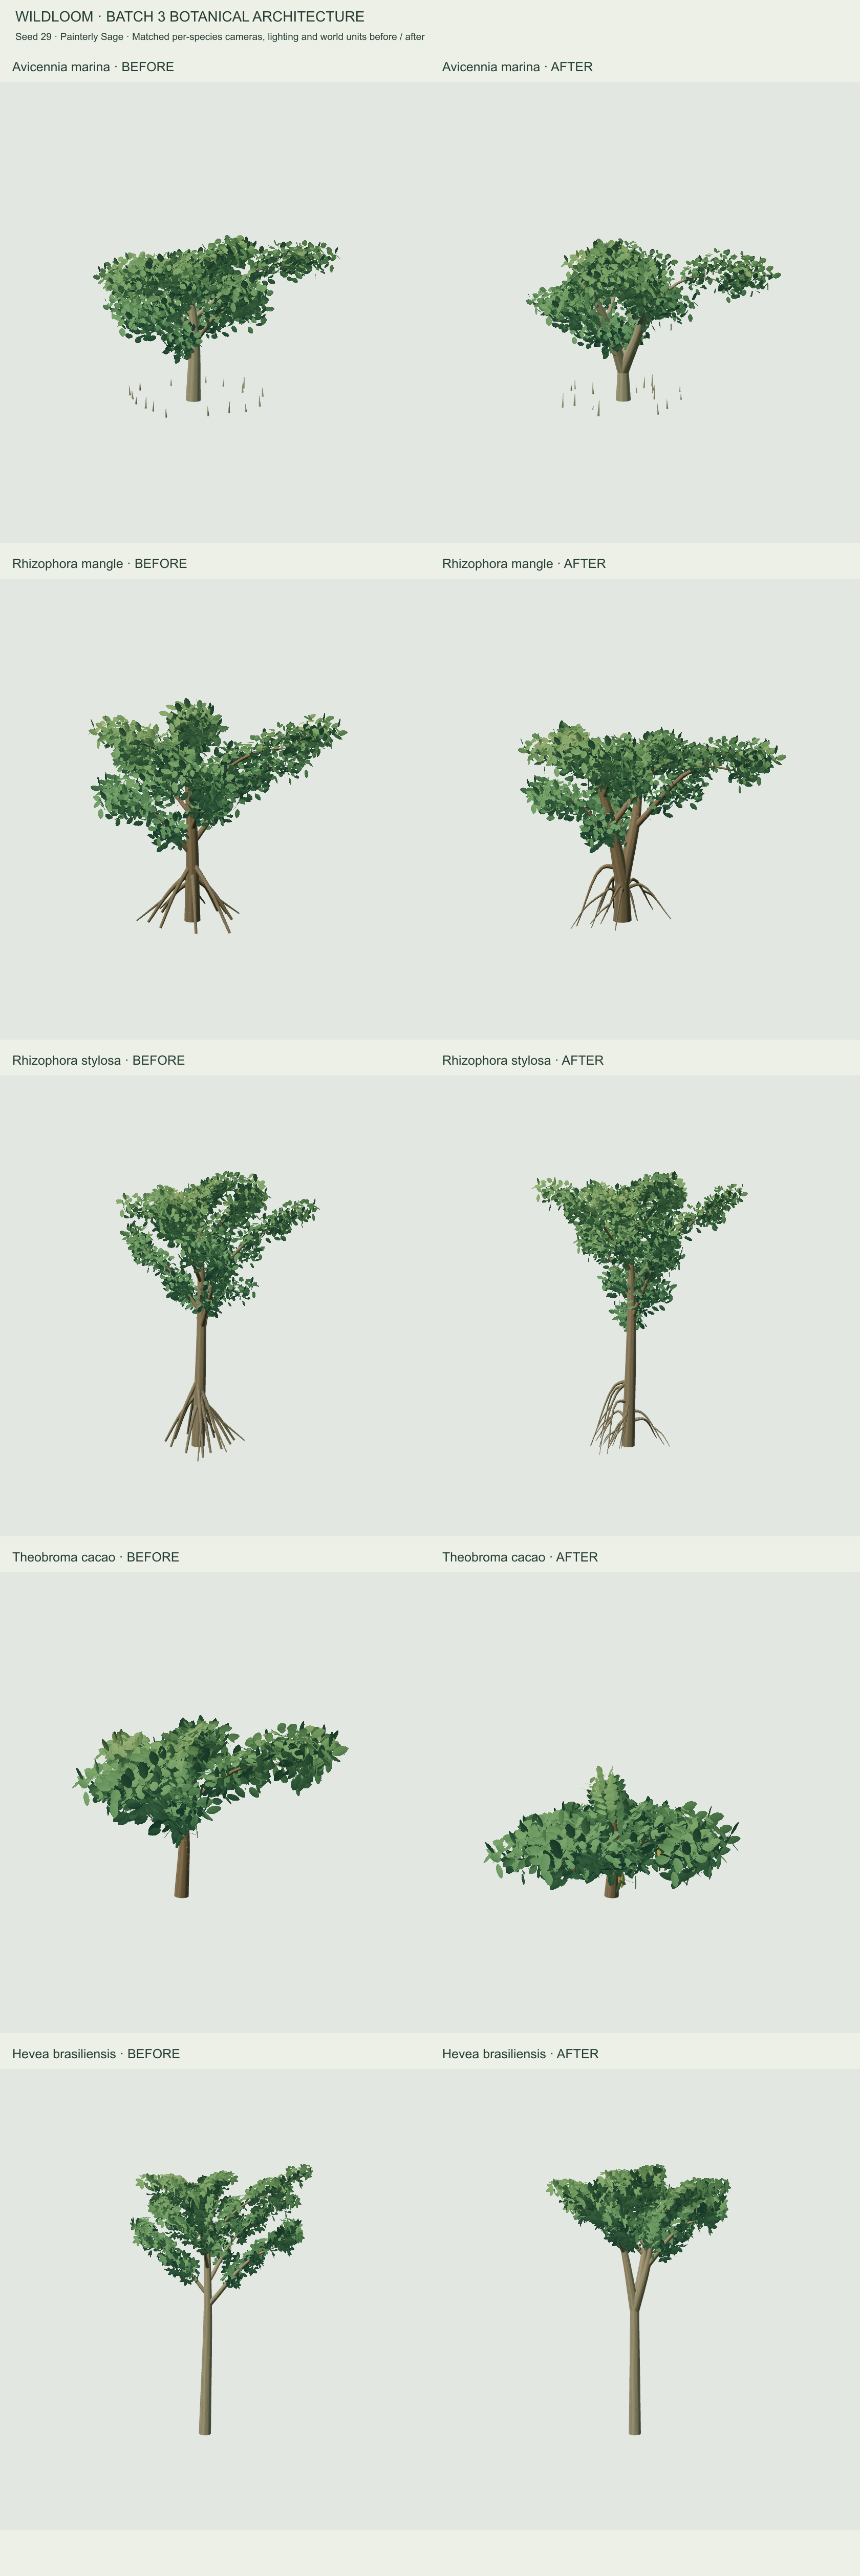 WILDLOOM · BATCH 3 BOTANICAL ARCHITECTURE
Seed 29 · Painterly Sage · Matched per-species cameras, lighting and world units before / after
Avicennia marina · BEFORE
Avicennia marina · AFTER
Rhizophora mangle · BEFORE
Rhizophora mangle · AFTER
Rhizophora stylosa · BEFORE
Rhizophora stylosa · AFTER
Theobroma cacao · BEFORE
Theobroma cacao · AFTER
Hevea brasiliensis · BEFORE
Hevea brasiliensis · AFTER